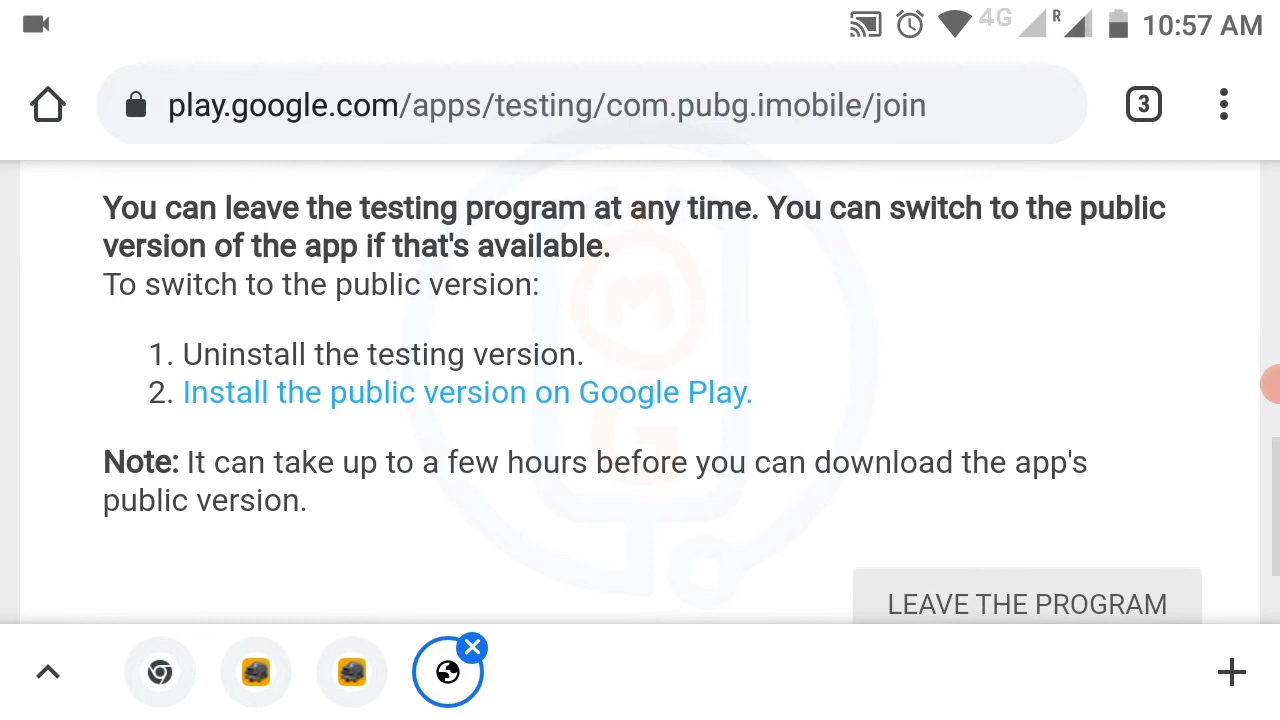 4G R 10:57 AM
play.google.com/apps/testing/com.pubg.imobile/join
3
You can leave the testing program at any time. You can switch to the public
version of the app if that's available.
To switch to the public version:
1. Uninstall the testing version.
2. Install the public version on Google Play.
Note: It can take up to a few hours before you can download the app's
public version.
M
G
LEAVE THE PROGRAM